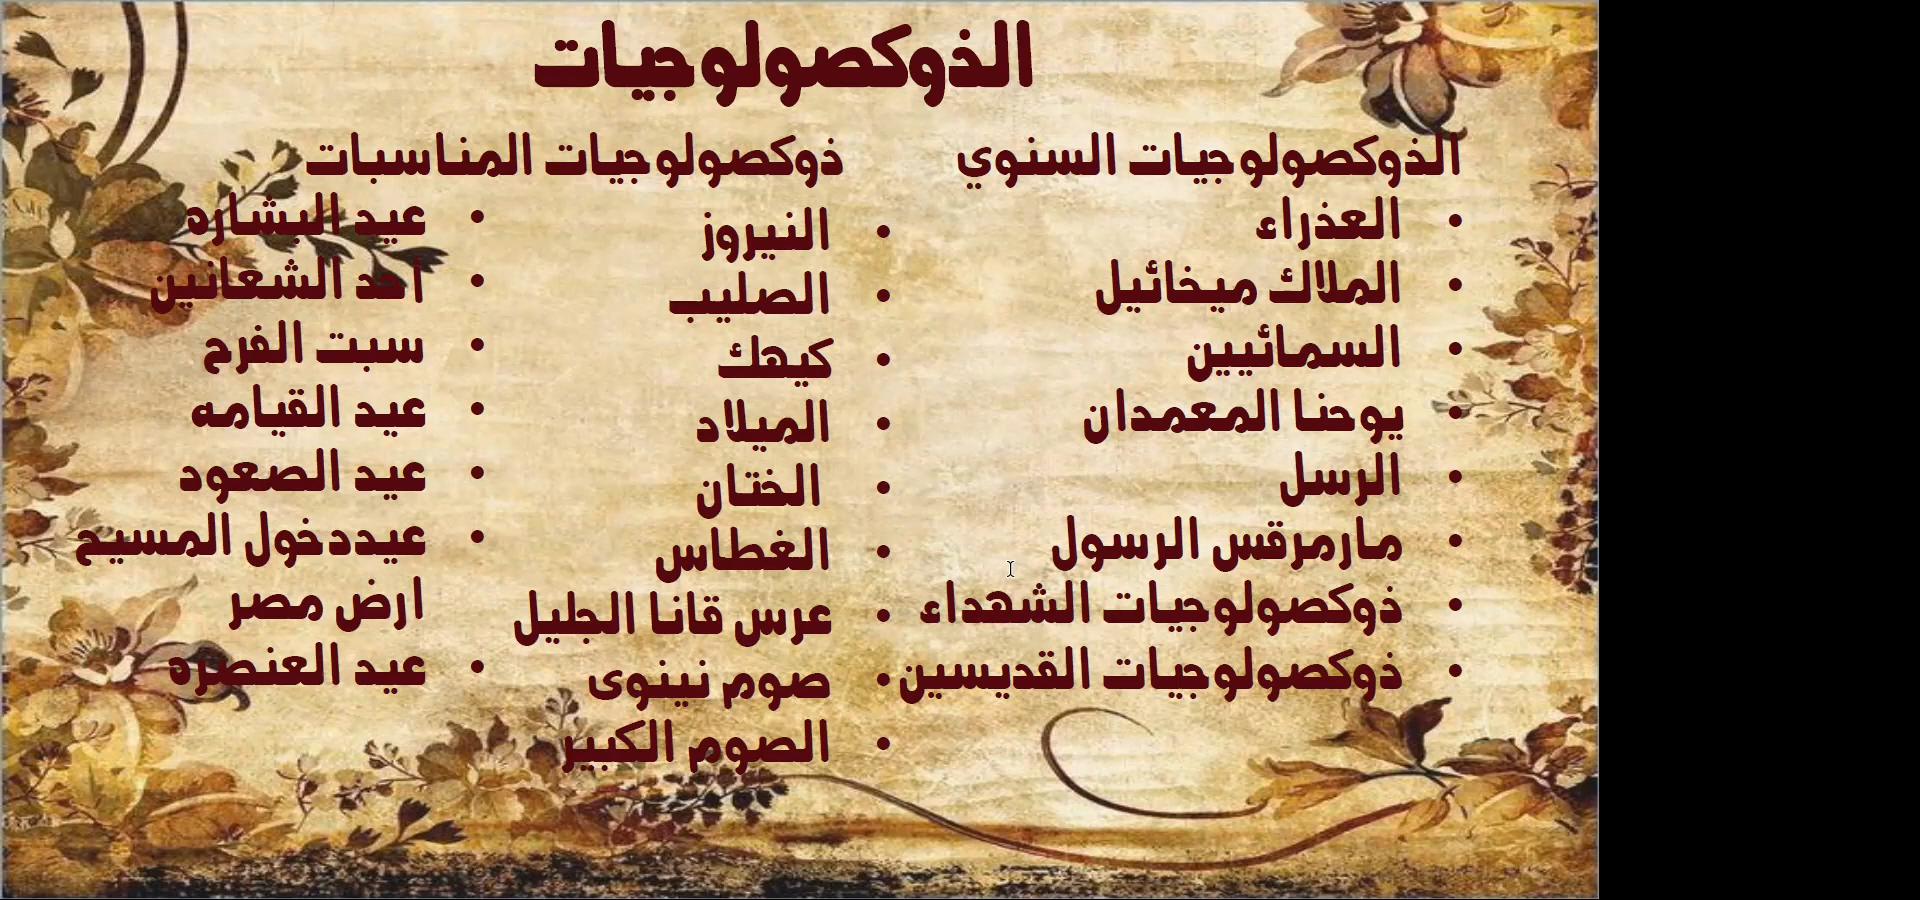 الذوكصولوجيات
الذوكصولوجيات السنوي
العذراء
الملاك ميخائيل
السمائيين
يوحنا المعمدان
الرسل
مارمرقس الرسول
ذوكصولوجيات الشهداء
ذوكصولوجيات القديسين
ذوكصولوجيات المناسبات
النيروز
الصليب
كيهك
الميلاد
الختان
الغطاس
عرس قانا الجليل
صوم نينوى
الصوم الكبير
عيد البشاره
أحد الشعانين
سبت الفرح
عيد القيامه
عيد الصعود
عيددخول المسيح
ارض مصر
عيد العنصره